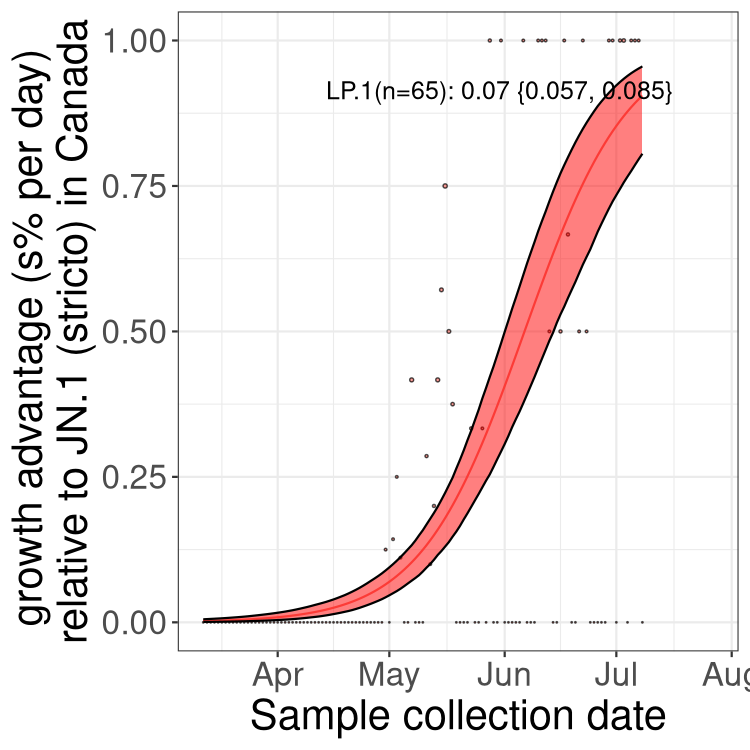 growth advantage (s% per day)
relative to JN.1 (stricto) in Canada
1.00
0.75
0.50
0.25
0.00
LP.1(n=65): 0.07 {0.057, 0.085}
Apr May Jun Jul Aug
Sample collection date